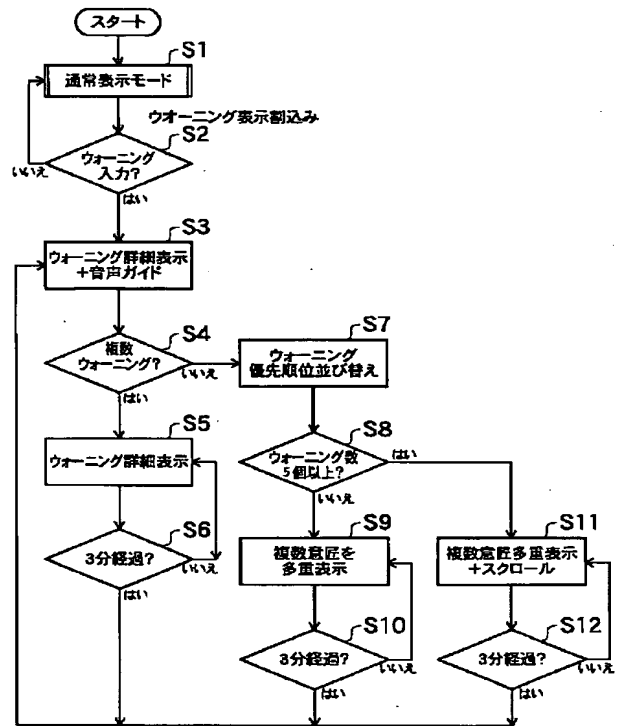 スタート
S1
通常表示モード
ウオーニング表示割込み
S2
ウォーニング
入力?
いいえ
はい
S3
ウォーニング詳細表示
+音声ガイド
S4
複数
ウォーニング?
いいえ
はい
S5
ウォーニング詳細表示
S6
3分経過?
いいえ
はい
S7
ウォーニング
優先順位並び替え
S8
ウォーニング数
5個以上?
はい
いいえ
S9
複数意匠を
多重表示
S10
3分経過?
いいえ
はい
S11
複数意匠多重表示
+スクロール
S12
3分経過?
いいえ
はい